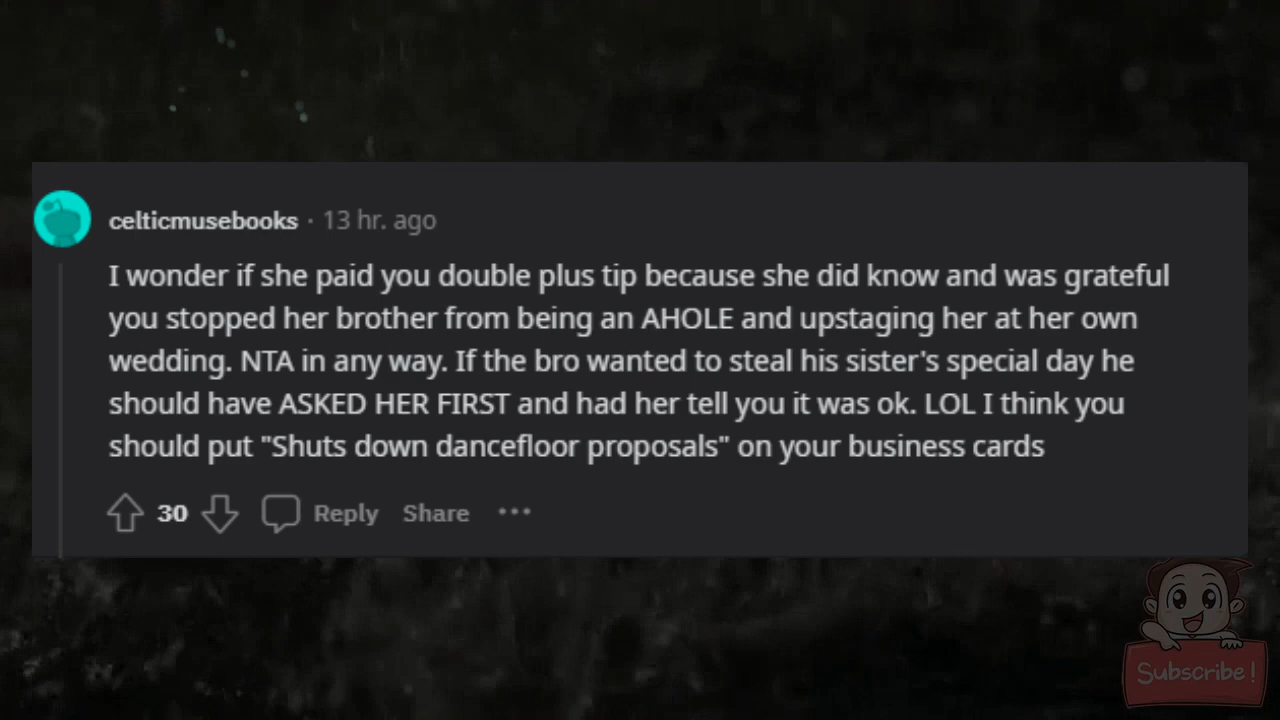 celticmusebooks · 13 hr. ago
I wonder if she paid you double plus tip because she did know and was grateful
you stopped her brother from being an AHOLE and upstaging her at her own
wedding. NTA in any way. If the bro wanted to steal his sister's special day he
should have ASKED HER FIRST and had her tell you it was ok. LOL I think you
should put "Shuts down dancefloor proposals" on your business cards
30 Reply Share ···
Subscribe !